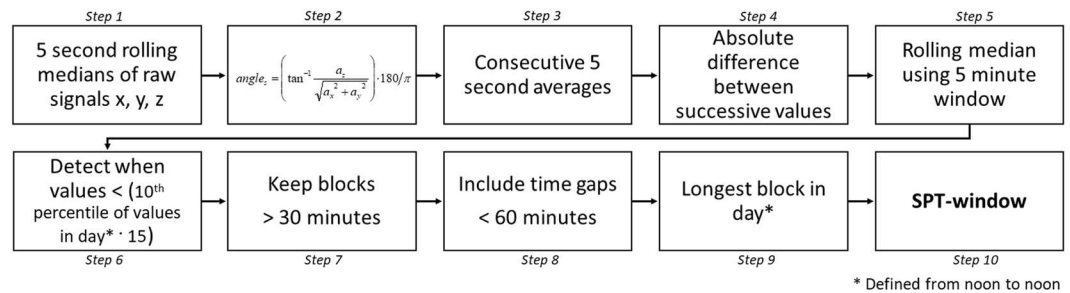 Step 1
Step 2
Step 3
Step 4
Step 5
5 second rolling
medians of raw
signals x, y, z
angle_z = (tan⁻¹ a_z / √(a_x² + a_y²)) · 180/π
Consecutive 5
second averages
Absolute
difference
between
successive values
Rolling median
using 5 minute
window
Detect when
values < (10th
percentile of values
in day* · 15)
Keep blocks
> 30 minutes
Include time gaps
< 60 minutes
Longest block in
day*
SPT-window
Step 6
Step 7
Step 8
Step 9
Step 10
* Defined from noon to noon